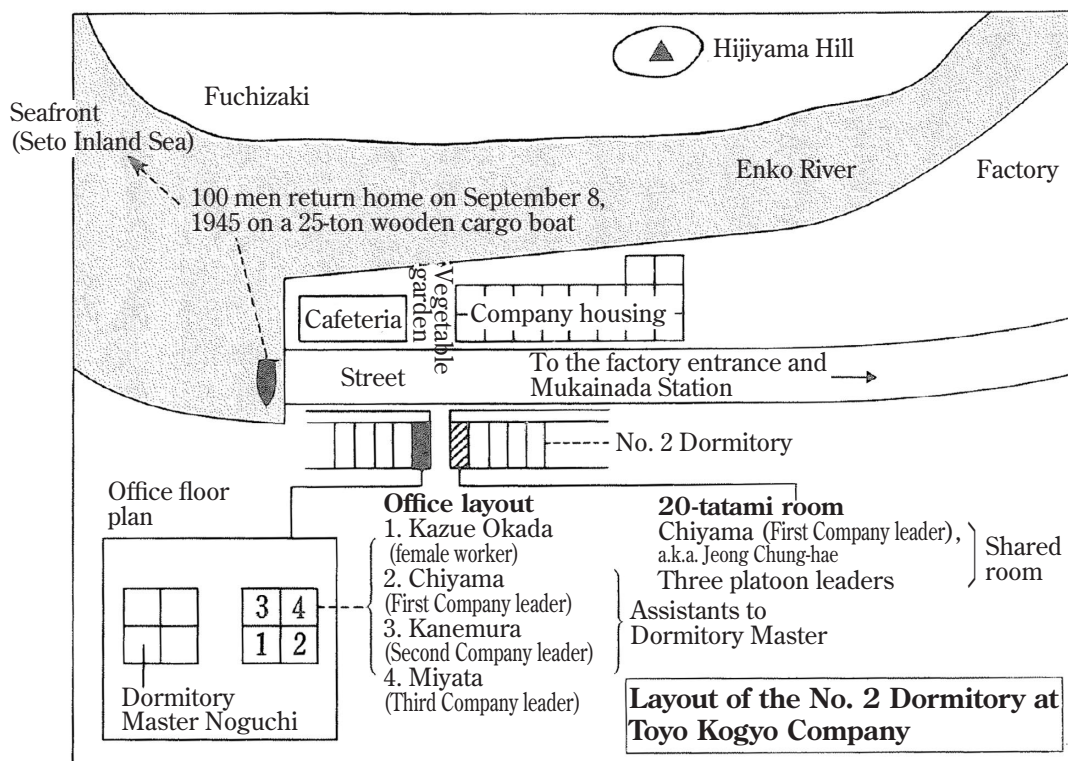 Hijiyama Hill
Fuchizaki
Seafront
(Seto Inland Sea)
Enko River
Factory
100 men return home on September 8,
1945 on a 25-ton wooden cargo boat
Vegetable
garden
Cafeteria
Company housing
Street
To the factory entrance and
Mukainada Station
No. 2 Dormitory
Office floor
plan
3 4
1 2
Dormitory
Master Noguchi
Office layout
1. Kazue Okada
(female worker)
2. Chiyama
(First Company leader)
3. Kanemura
(Second Company leader)
4. Miyata
(Third Company leader)
Assistants to
Dormitory Master
20-tatami room
Chiyama (First Company leader),
a.k.a. Jeong Chung-hae
Three platoon leaders
Shared
room
Layout of the No. 2 Dormitory at
Toyo Kogyo Company